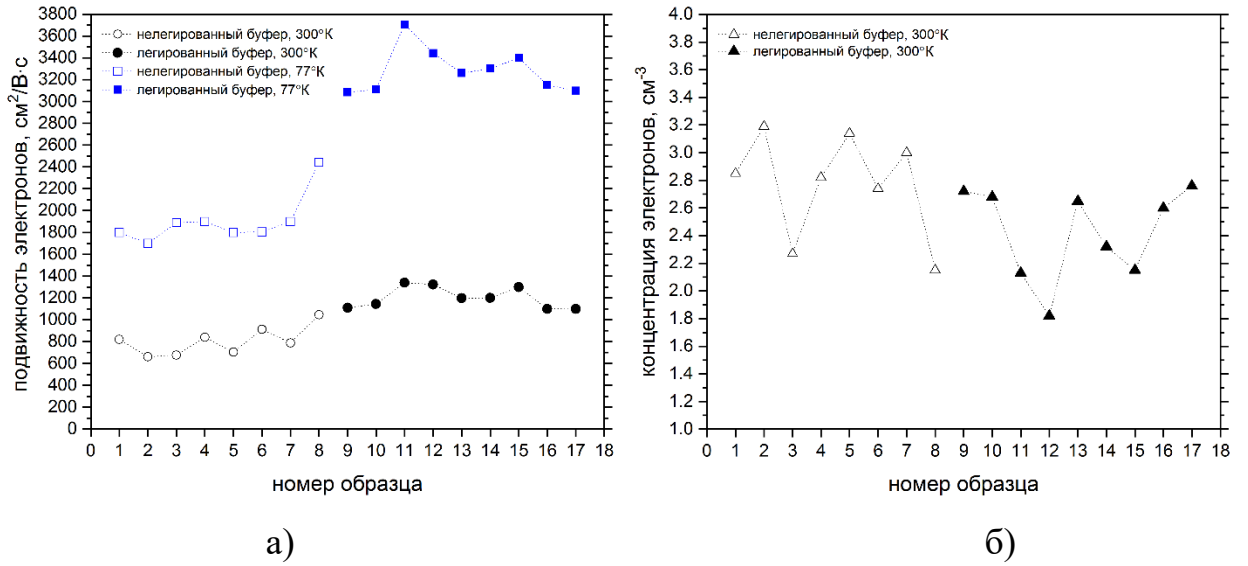 подвижность электронов, см²/В·с
3800
3600
3400
3200
3000
2800
2600
2400
2200
2000
1800
1600
1400
1200
1000
800
600
400
200
0
нелегированный буфер, 300°К
легированный буфер, 300°К
нелегированный буфер, 77°К
легированный буфер, 77°К
0 1 2 3 4 5 6 7 8 9 10 11 12 13 14 15 16 17 18
номер образца
а)
концентрация электронов, см⁻³
4.0
3.8
3.6
3.4
3.2
3.0
2.8
2.6
2.4
2.2
2.0
1.8
1.6
1.4
1.2
1.0
нелегированный буфер, 300°К
легированный буфер, 300°К
0 1 2 3 4 5 6 7 8 9 10 11 12 13 14 15 16 17 18
номер образца
б)